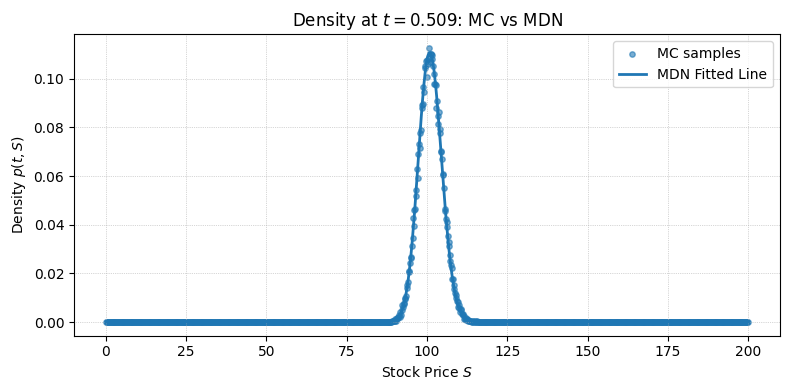 Density at t = 0.509: MC vs MDN
MC samples
MDN Fitted Line
Density p(t, S)
0.10
0.08
0.06
0.04
0.02
0.00
0 25 50 75 100 125 150 175 200
Stock Price S